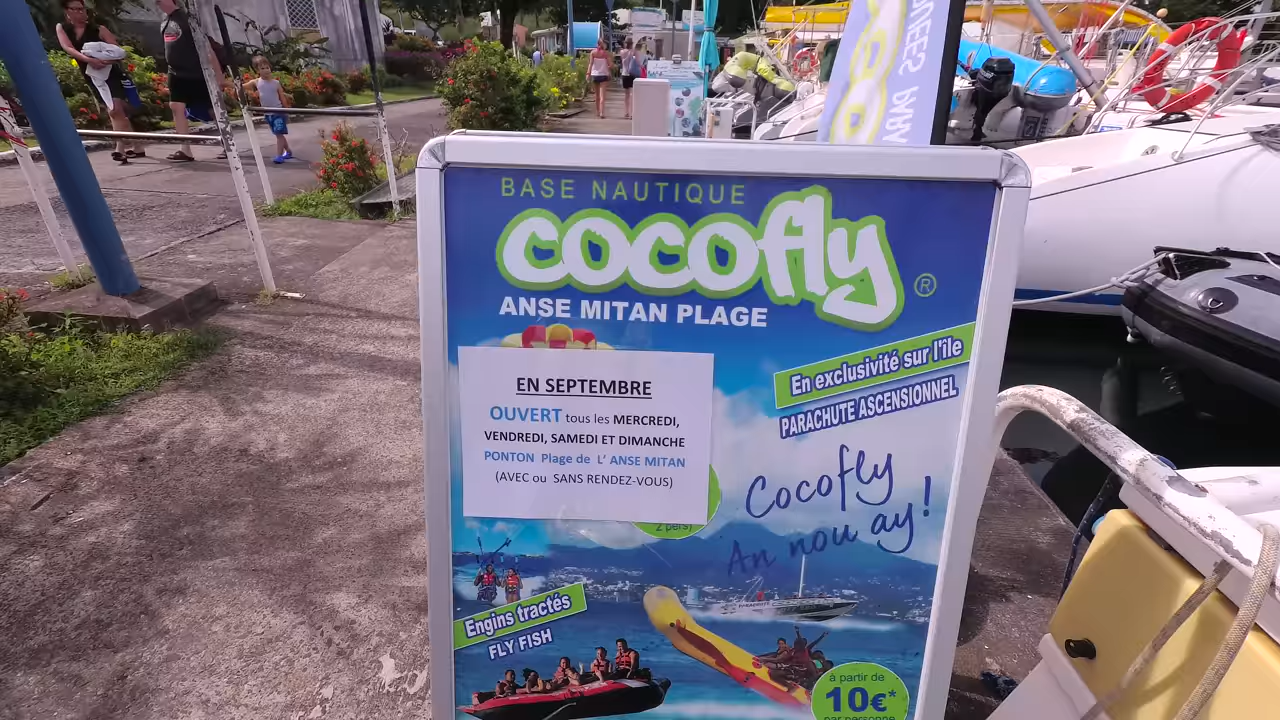 BASE NAUTIQUE
cocofly ®
ANSE MITAN PLAGE
En exclusivité sur l'île
PARACHUTE ASCENSIONNEL
EN SEPTEMBRE
OUVERT tous les MERCREDI,
VENDREDI, SAMEDI ET DIMANCHE
PONTON Plage de L' ANSE MITAN
(AVEC ou SANS RENDEZ-VOUS)
2 pers)
Cocofly
An nou ay!
Engins tractés
FLY FISH
à partir de
10€*
par personne